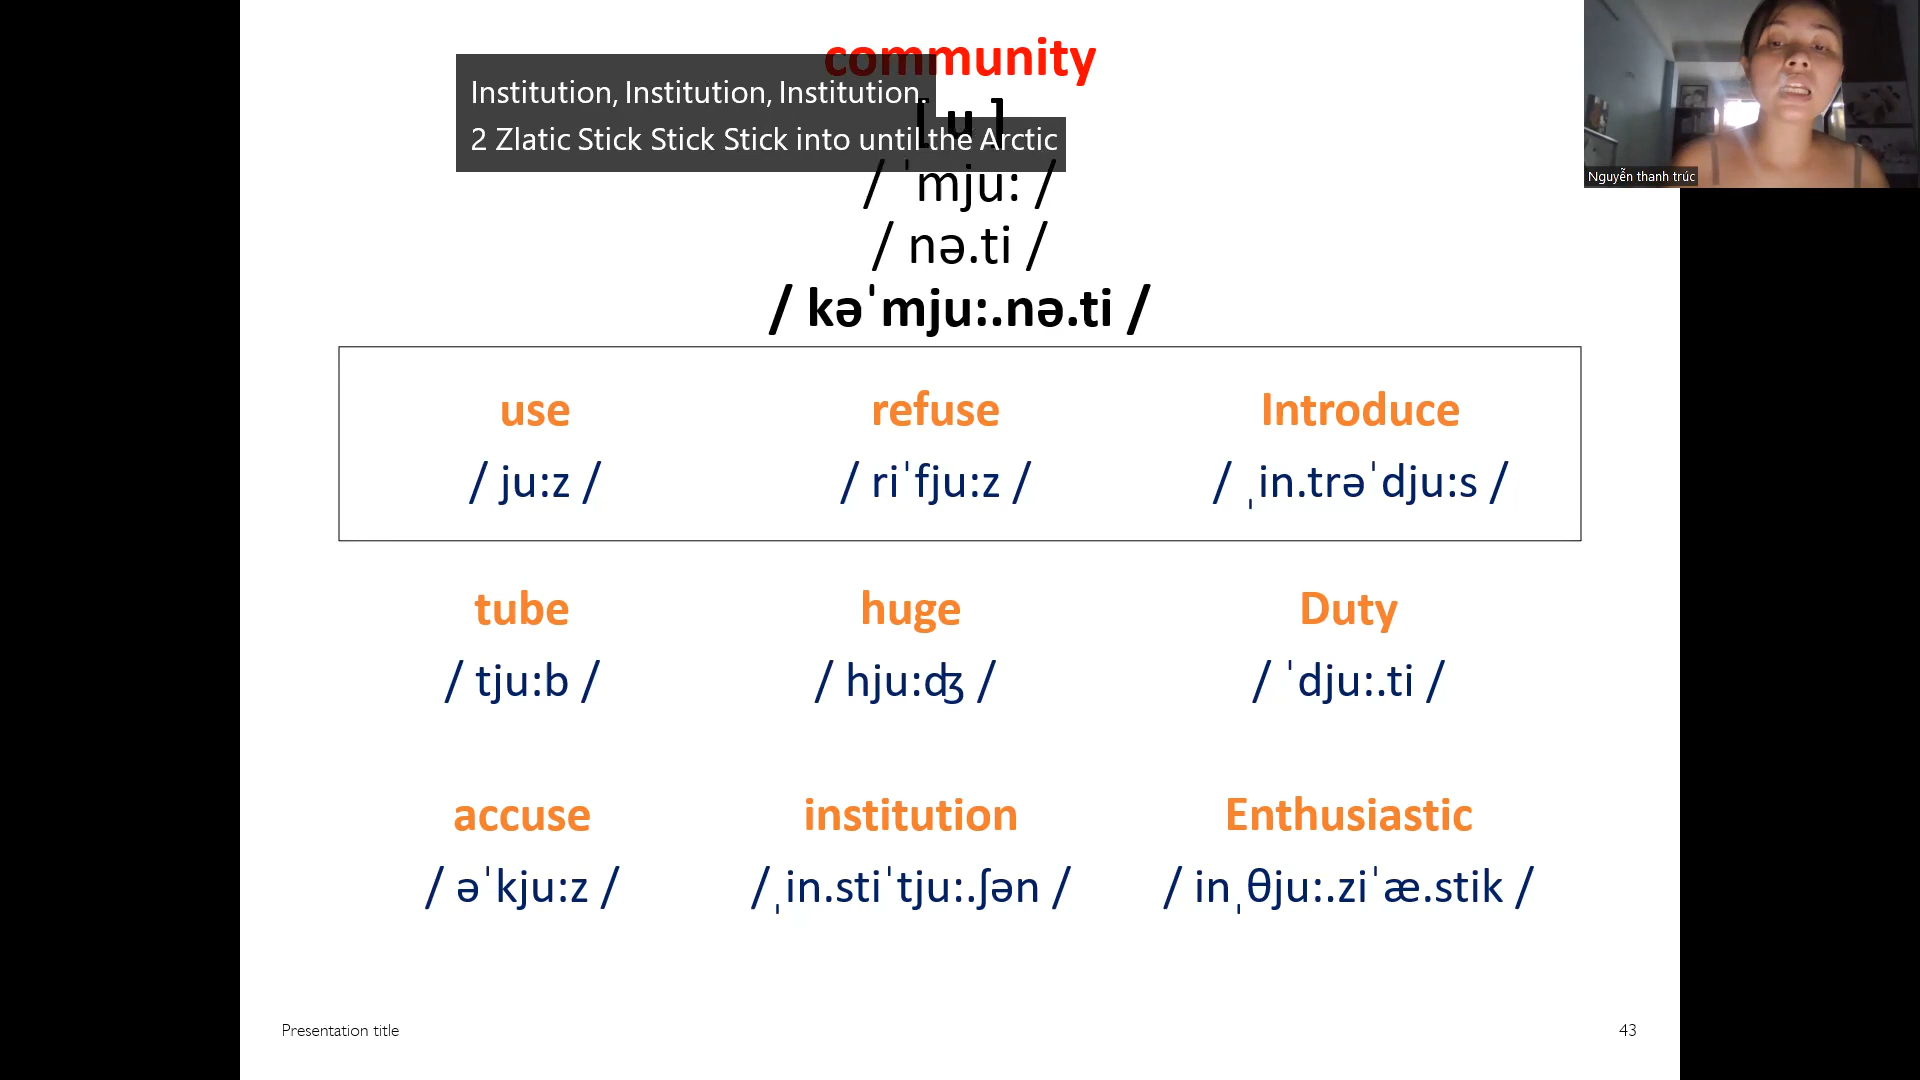 community
Institution, Institution, Institution.
[ u ]
2 Zlatic Stick Stick Stick into until the Arctic
/ ˈmju: /
Nguyễn thanh trúc
/ nə.ti /
/ kəˈmju:.nə.ti /
use refuse Introduce
/ ju:z / / riˈfju:z / / ˌin.trəˈdju:s /
tube huge Duty
/ tju:b / / hju:ʤ / / ˈdju:.ti /
accuse institution Enthusiastic
/ əˈkju:z / /ˌin.stiˈtju:.ʃən / / inˌθju:.ziˈæ.stik /
Presentation title 43